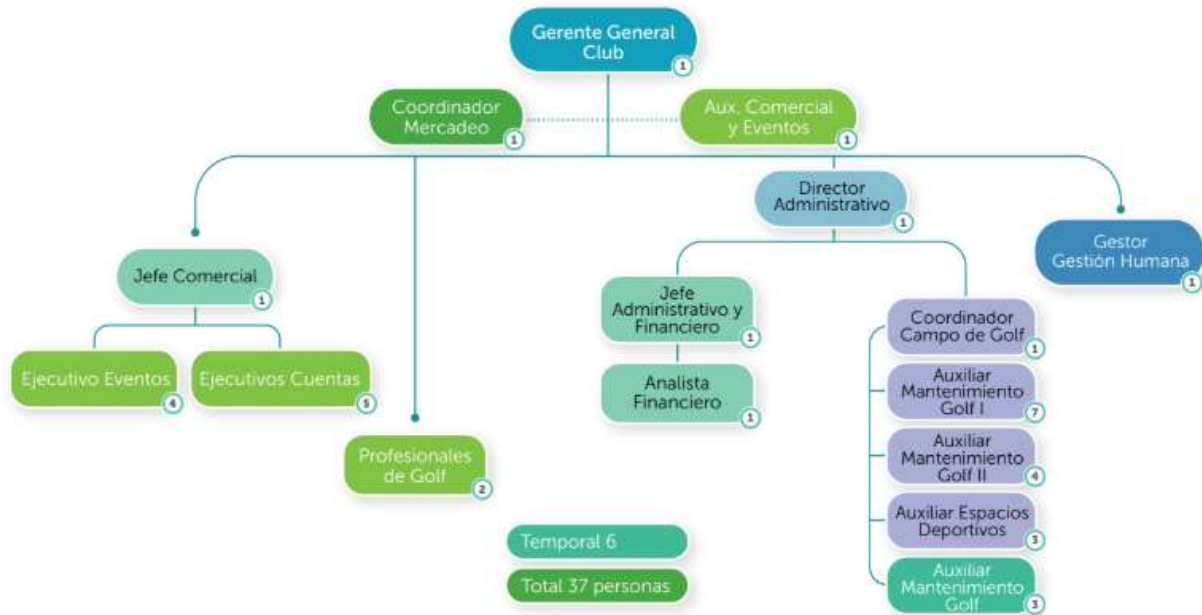 Gerente General
Club
1
Coordinador
Mercadeo
1
Aux. Comercial
y Eventos
1
Director
Administrativo
1
Gestor
Gestión Humana
1
Jefe Comercial
1
Jefe
Administrativo y
Financiero
1
Coordinador
Campo de Golf
1
Ejecutivo Eventos
4
Ejecutivos Cuentas
5
Analista
Financiero
1
Auxiliar
Mantenimiento
Golf I
7
Profesionales
de Golf
2
Auxiliar
Mantenimiento
Golf II
4
Auxiliar Espacios
Deportivos
3
Temporal 6
Total 37 personas
Auxiliar
Mantenimiento
Golf
3